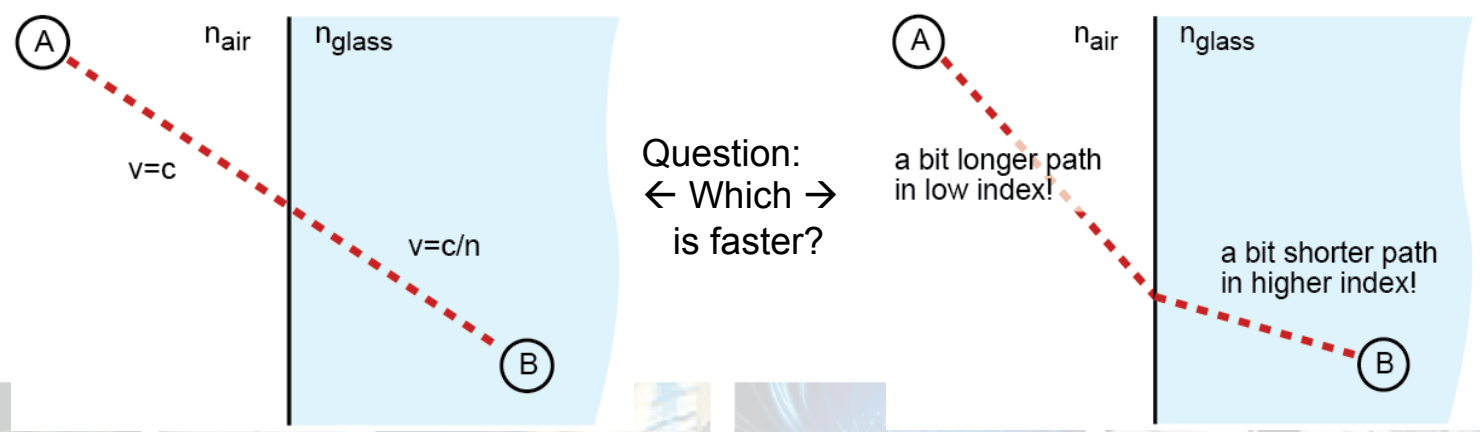 A
n_air
n_glass
v=c
v=c/n
B
Question:
← Which →
is faster?
A
n_air
n_glass
a bit longer path
in low index!
a bit shorter path
in higher index!
B